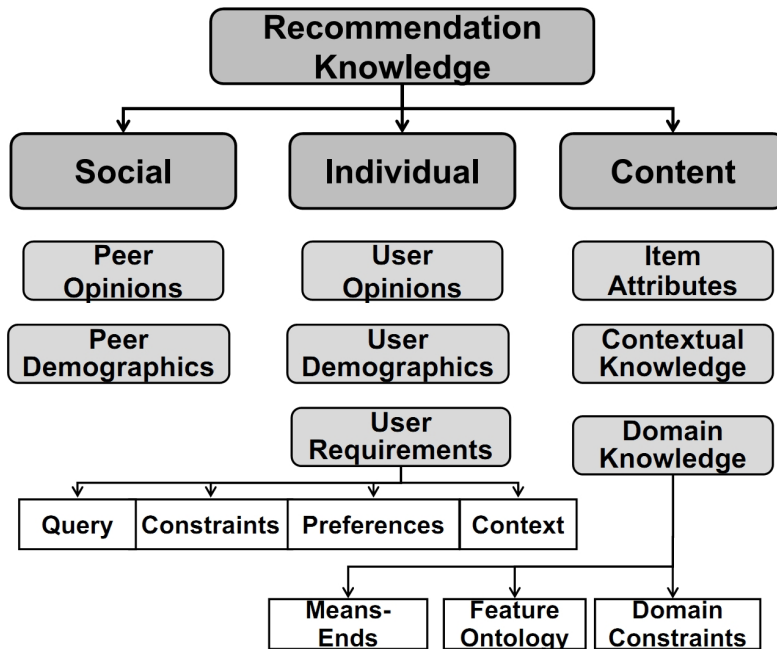 Recommendation
Knowledge
Social
Individual
Content
Peer
Opinions
User
Opinions
Item
Attributes
Peer
Demographics
User
Demographics
Contextual
Knowledge
User
Requirements
Domain
Knowledge
Query
Constraints
Preferences
Context
Means-
Ends
Feature
Ontology
Domain
Constraints